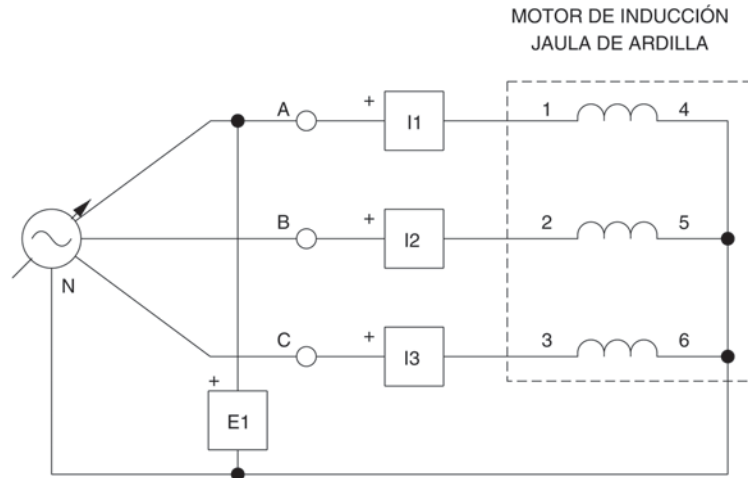 MOTOR DE INDUCCIÓN
JAULA DE ARDILLA
A + I1 1 4
B + I2 2 5
N
C + I3 3 6
+
E1